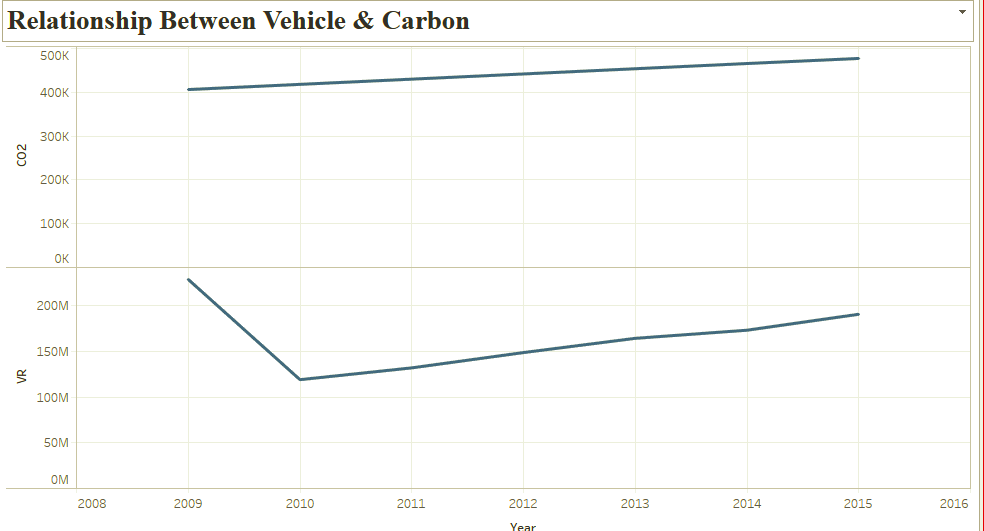 Relationship Between Vehicle & Carbon
500K
400K
300K
200K
100K
0K
CO2
200M
150M
100M
50M
0M
VR
2008 2009 2010 2011 2012 2013 2014 2015 2016
Year